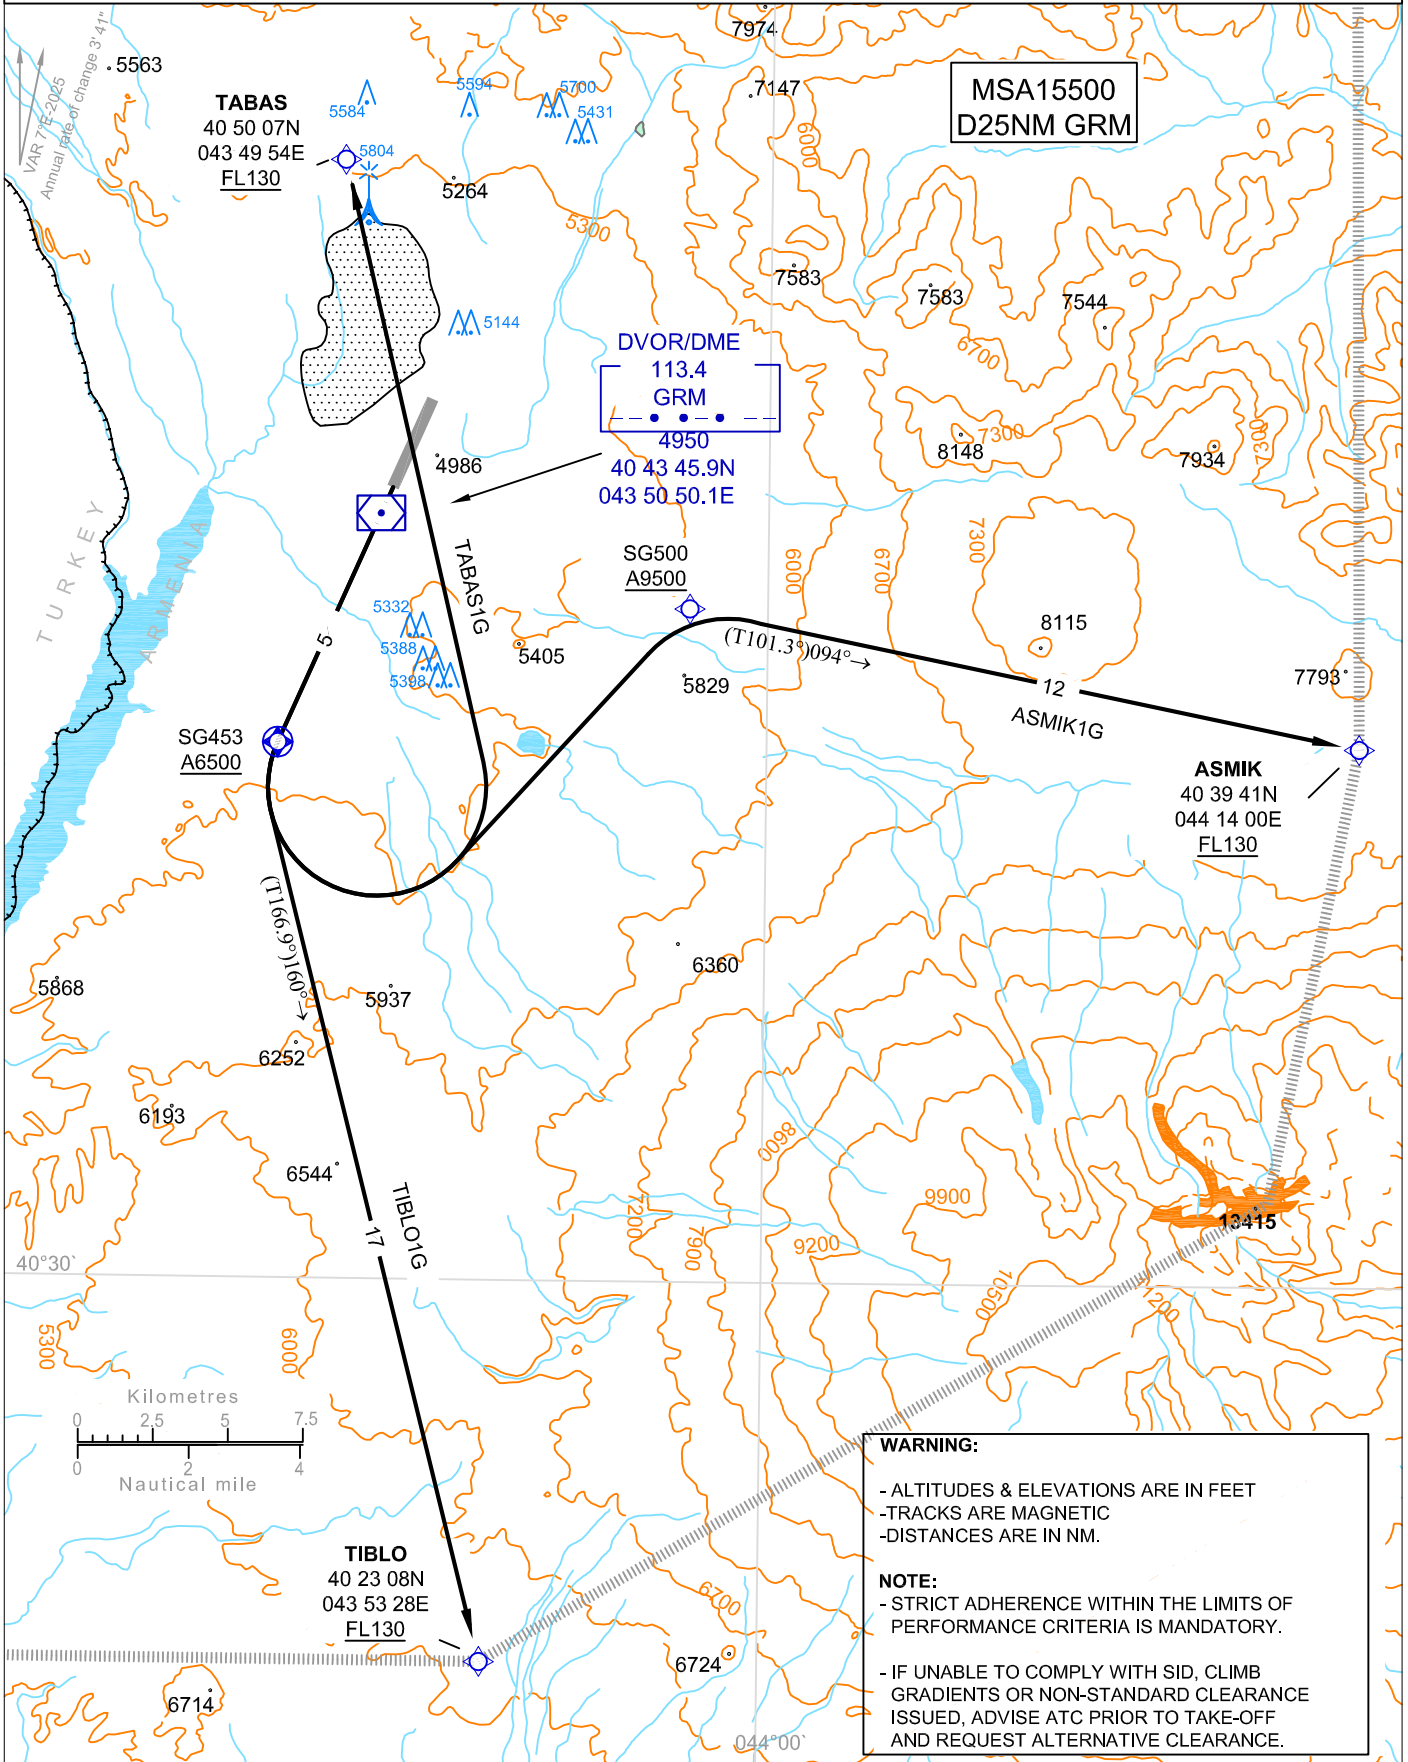 7974
5563
VAR 7°E-2025
Annual rate of change 3'41"
TABAS
40 50 07N
043 49 54E
FL130
5584
5594
5700
5431
7147
6000
MSA15500
D25NM GRM
5804
5264
5300
7583
7583
7544
5144
6700
DVOR/DME
113.4
GRM
4950
40 43 45.9N
043 50 50.1E
4986
8148
7300
7934
7300
TURKEY
ARMENIA
TABAS1G
SG500
A9500
6000
6700
7300
5
5332
5388
5398
5405
(T101.3°)094°→
8115
5829
7793
12
ASMIK1G
SG453
A6500
ASMIK
40 39 41N
044 14 00E
FL130
(T166.9°)160°→
6360
5868
5937
6252
6193
8600
6544
TIBLO1G
17
7200
7900
9900
9200
13415
10500
11200
40°30`
5300
6000
Kilometres
0 2.5 5 7.5
0 2 4
Nautical mile
TIBLO
40 23 08N
043 53 28E
FL130
6700
6724
6714
044°00`
WARNING:
- ALTITUDES & ELEVATIONS ARE IN FEET
-TRACKS ARE MAGNETIC
-DISTANCES ARE IN NM.
NOTE:
- STRICT ADHERENCE WITHIN THE LIMITS OF
PERFORMANCE CRITERIA IS MANDATORY.
- IF UNABLE TO COMPLY WITH SID, CLIMB
GRADIENTS OR NON-STANDARD CLEARANCE
ISSUED, ADVISE ATC PRIOR TO TAKE-OFF
AND REQUEST ALTERNATIVE CLEARANCE.